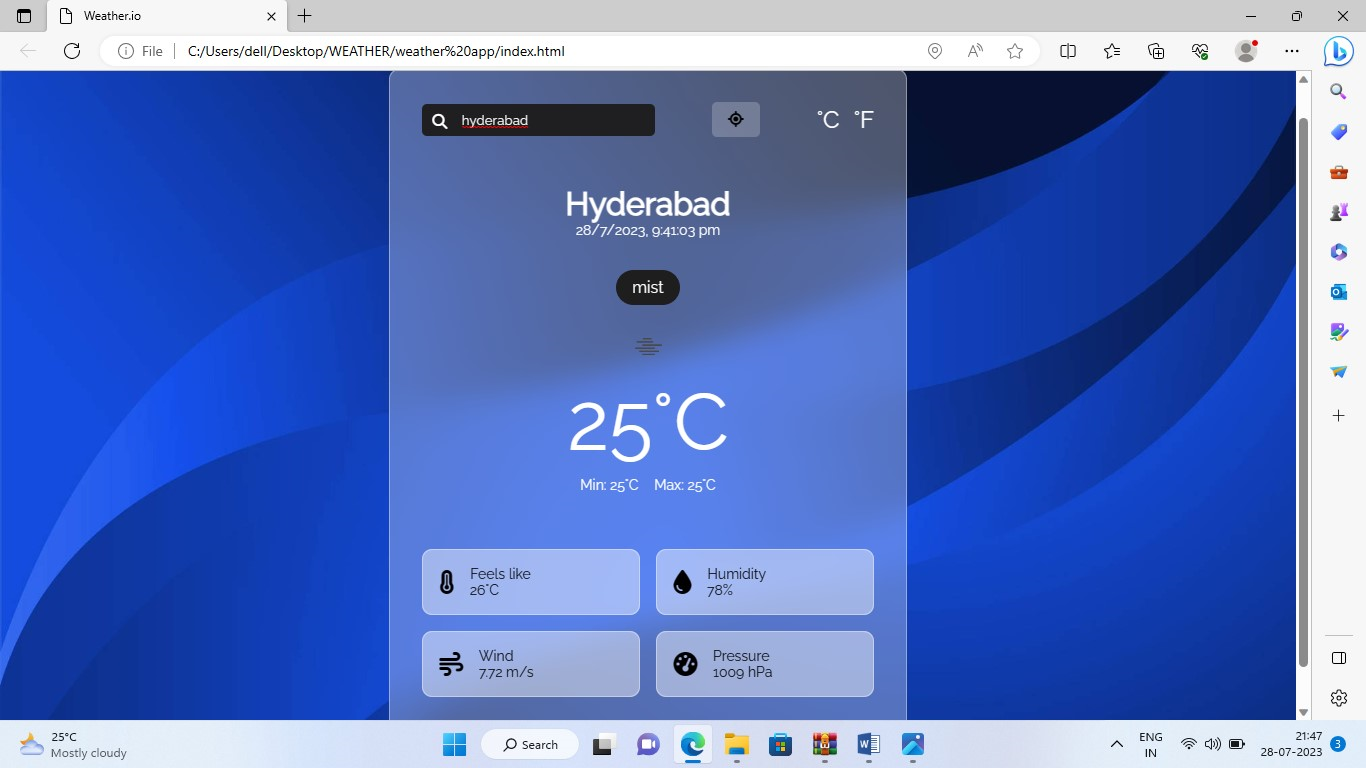 Weather.io
File
C:/Users/dell/Desktop/WEATHER/weather%20app/index.html
hyderabad
°C °F
Hyderabad
28/7/2023, 9:41:03 pm
mist
25°C
Min: 25°C Max: 25°C
Feels like
26°C
Humidity
78%
Wind
7.72 m/s
Pressure
1009 hPa
25°C
Mostly cloudy
Search
ENG
IN
21:47
28-07-2023
3